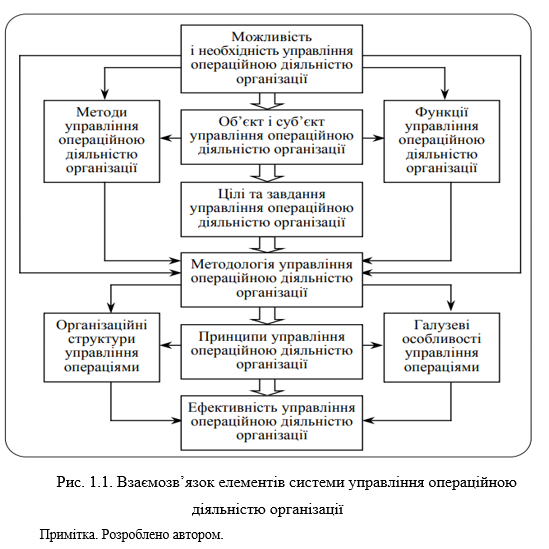 Можливість
і необхідність управління
операційною діяльністю
організації
Методи
управління
операційною
діяльністю
організації
Об’єкт і суб’єкт
управління операційною
діяльністю організації
Функції
управління
операційною
діяльністю
організації
Цілі та завдання
управління операційною
діяльністю організації
Методологія управління
операційною діяльністю
організації
Організаційні
структури
управління
операціями
Принципи управління
операційною діяльністю
організації
Галузеві
особливості
управління
операціями
Ефективність управління
операційною діяльністю
організації
Рис. 1.1. Взаємозв’язок елементів системи управління операційною
діяльністю організації
Примітка. Розроблено автором.